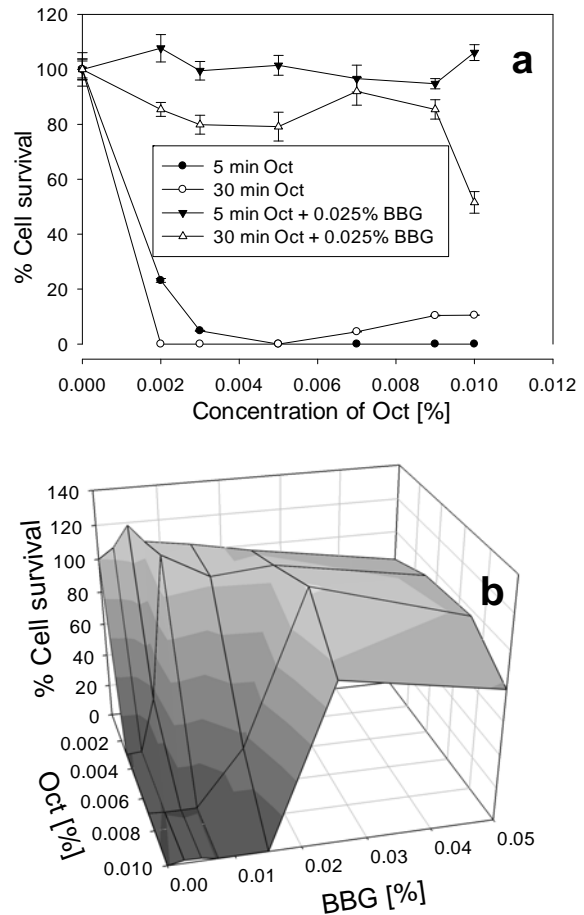 120
a
100
80
60
40
20
0
% Cell survival
5 min Oct
30 min Oct
5 min Oct + 0.025% BBG
30 min Oct + 0.025% BBG
0.000 0.002 0.004 0.006 0.008 0.010 0.012
Concentration of Oct [%]
b
140
120
100
80
60
40
20
0
% Cell survival
0.002
0.004
0.006
0.008
0.010
Oct [%]
0.00 0.01 0.02 0.03 0.04 0.05
BBG [%]